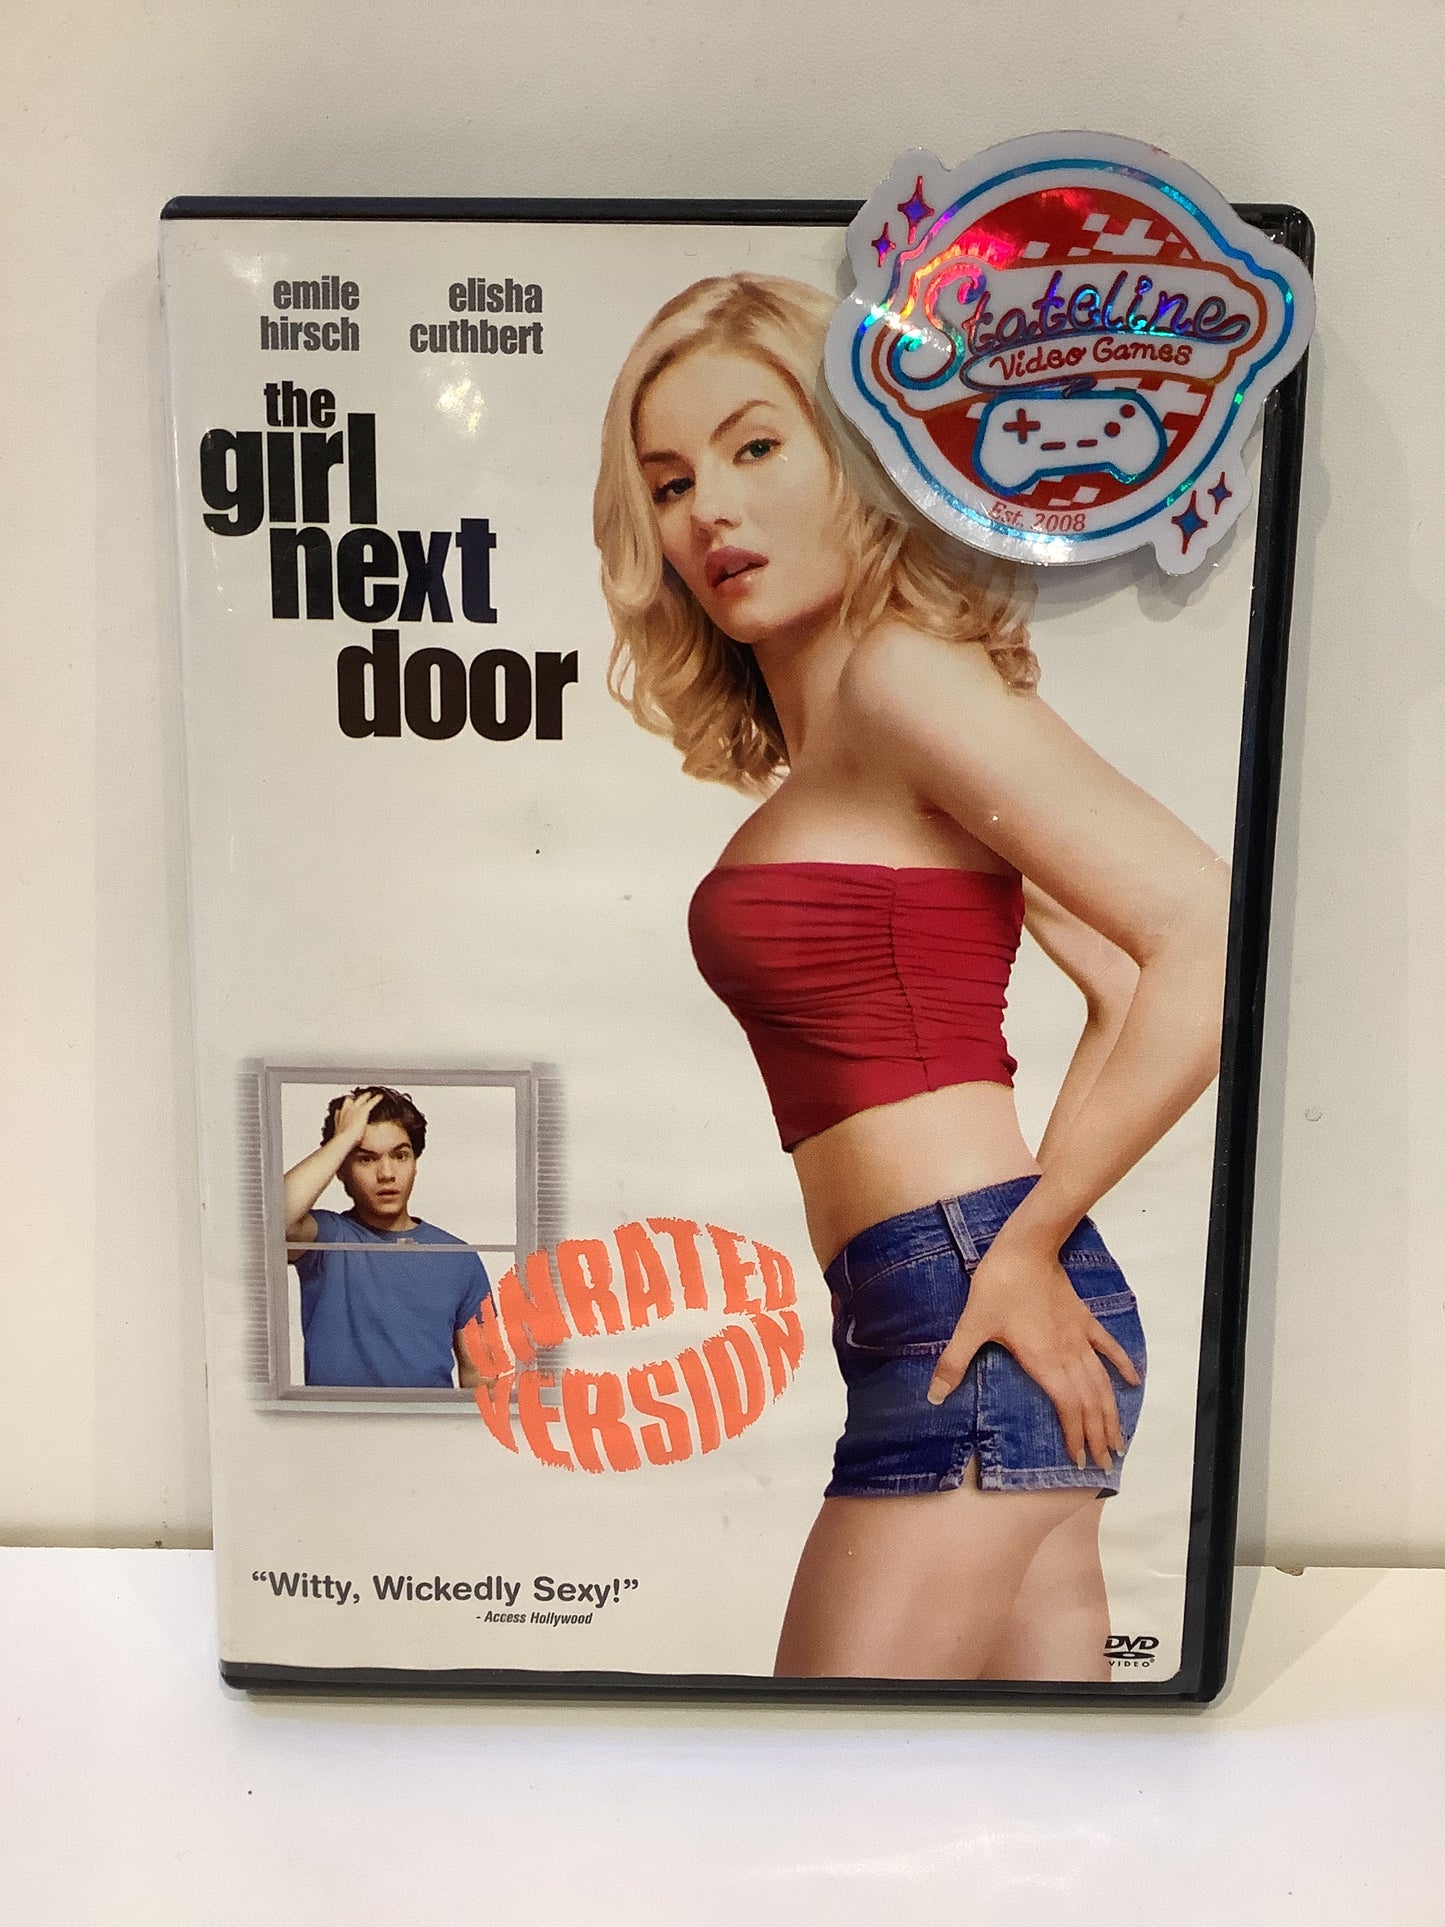 emile
hirsch
elisha
cuthbert
the
girl
next
door
Stateline
Video Games
Est. 2008
UNRATED
VERSION
“Witty, Wickedly Sexy!”
- Access Hollywood
DVD
VIDEO